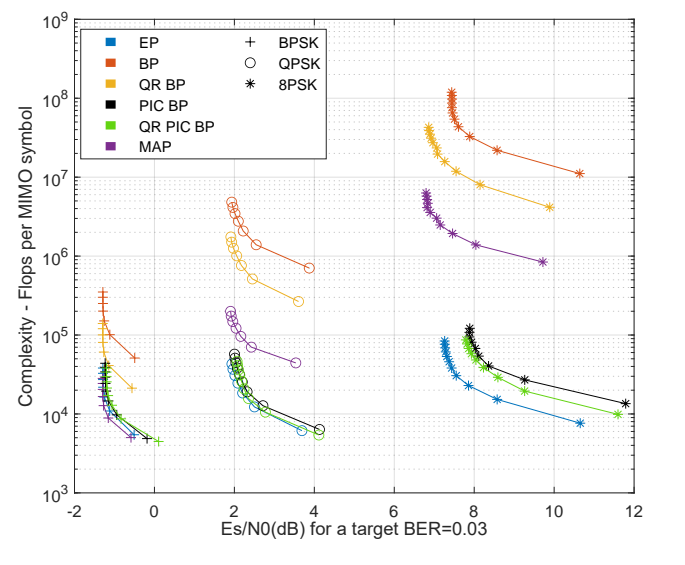 10^9
10^8
10^7
10^6
10^5
10^4
10^3
Complexity - Flops per MIMO symbol
EP
BP
QR BP
PIC BP
QR PIC BP
MAP
BPSK
QPSK
8PSK
-2 0 2 4 6 8 10 12
Es/N0(dB) for a target BER=0.03